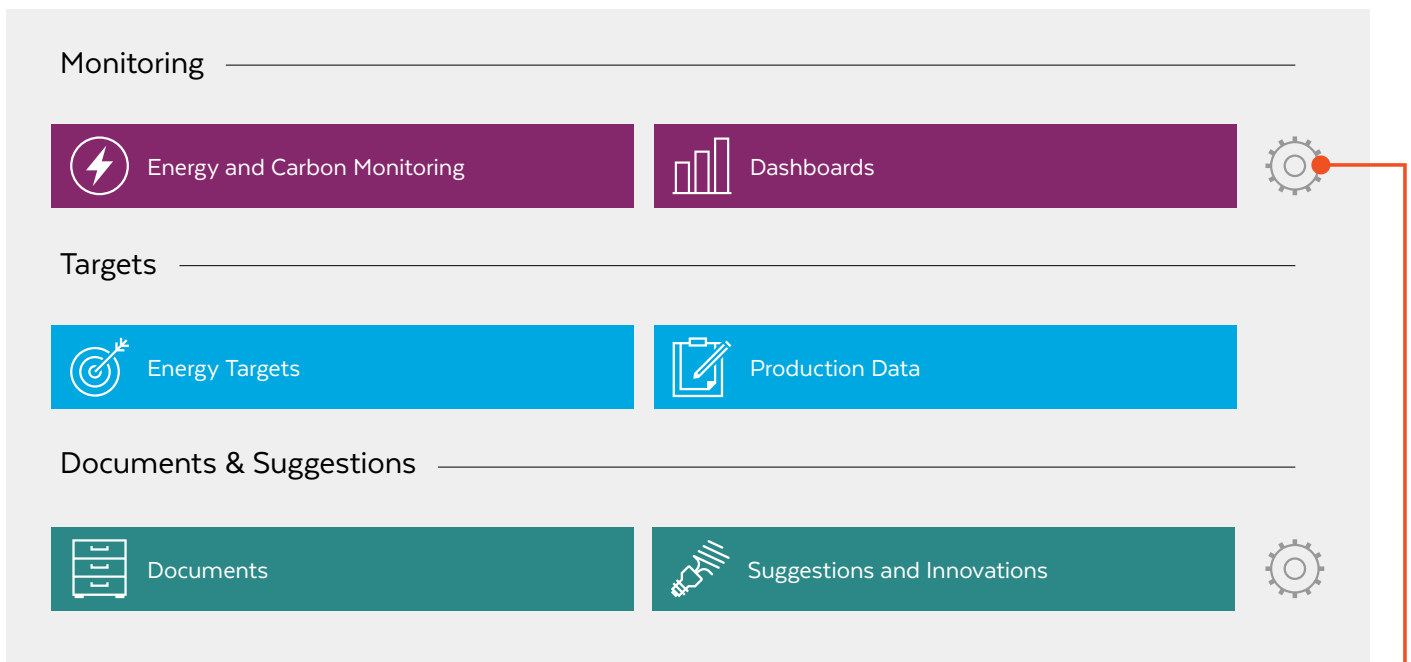 Monitoring
Energy and Carbon Monitoring
Dashboards
Targets
Energy Targets
Production Data
Documents & Suggestions
Documents
Suggestions and Innovations